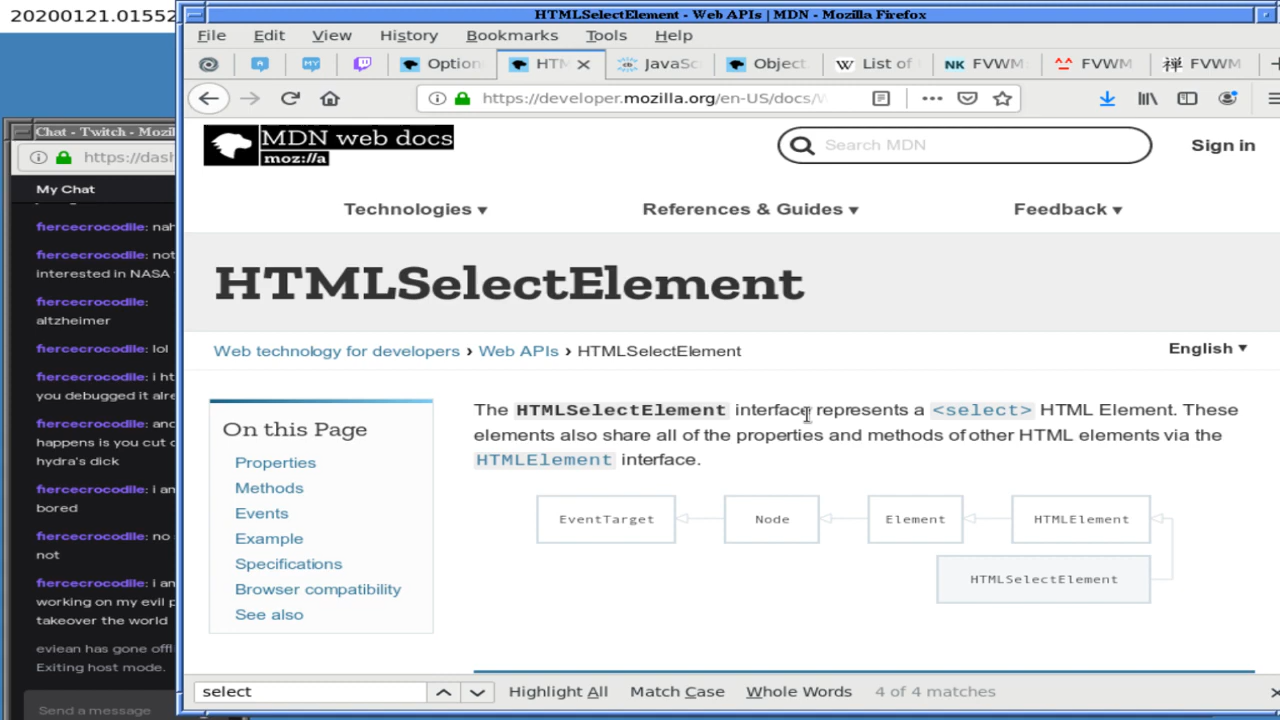 20200121.01552
HTMLSelectElement - Web APIs | MDN - Mozilla Firefox
File Edit View History Bookmarks Tools Help
Option HTM JavaSc Object List of NK FVWM FVWM 禅 FVWM
https://developer.mozilla.org/en-US/docs/W
Chat - Twitch - Mozil
https://dash
My Chat
fiercecrocodile: nah
fiercecrocodile: not
interested in NASA
fiercecrocodile:
altzheimer
fiercecrocodile: lol
fiercecrocodile: i ht
you debugged it alre
fiercecrocodile: and
happens is you cut o
hydra's dick
fiercecrocodile: i am
bored
fiercecrocodile: no
not
fiercecrocodile: i am
working on my evil p
takeover the world
eviean has gone offl
Exiting host mode.
Send a message
MDN web docs
moz://a
Search MDN
Sign in
Technologies ▾ References & Guides ▾ Feedback ▾
HTMLSelectElement
Web technology for developers › Web APIs › HTMLSelectElement
English ▾
On this Page
Properties
Methods
Events
Example
Specifications
Browser compatibility
See also
The HTMLSelectElement interface represents a <select> HTML Element. These
elements also share all of the properties and methods of other HTML elements via the
HTMLElement interface.
EventTarget Node Element HTMLElement
HTMLSelectElement
select Highlight All Match Case Whole Words 4 of 4 matches